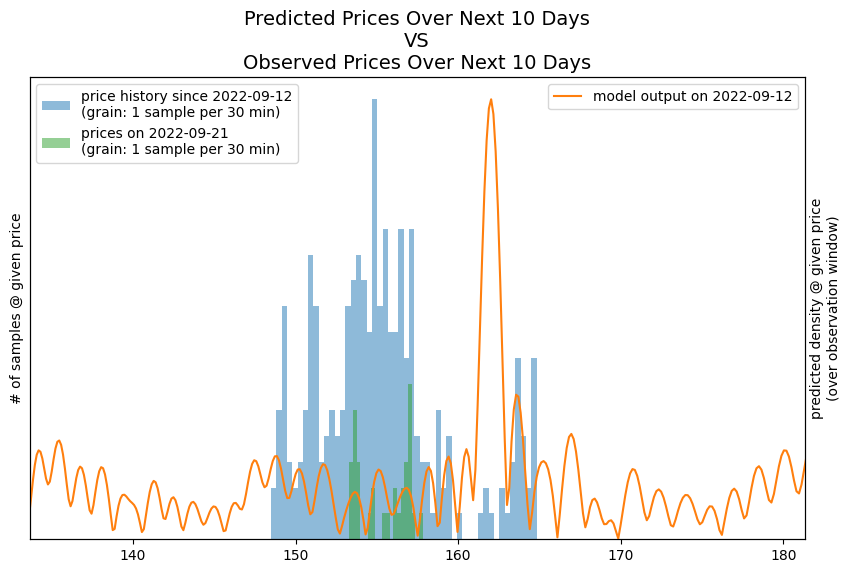 Predicted Prices Over Next 10 Days
VS
Observed Prices Over Next 10 Days
price history since 2022-09-12
(grain: 1 sample per 30 min)
prices on 2022-09-21
(grain: 1 sample per 30 min)
model output on 2022-09-12
# of samples @ given price
predicted density @ given price
(over observation window)
140
150
160
170
180